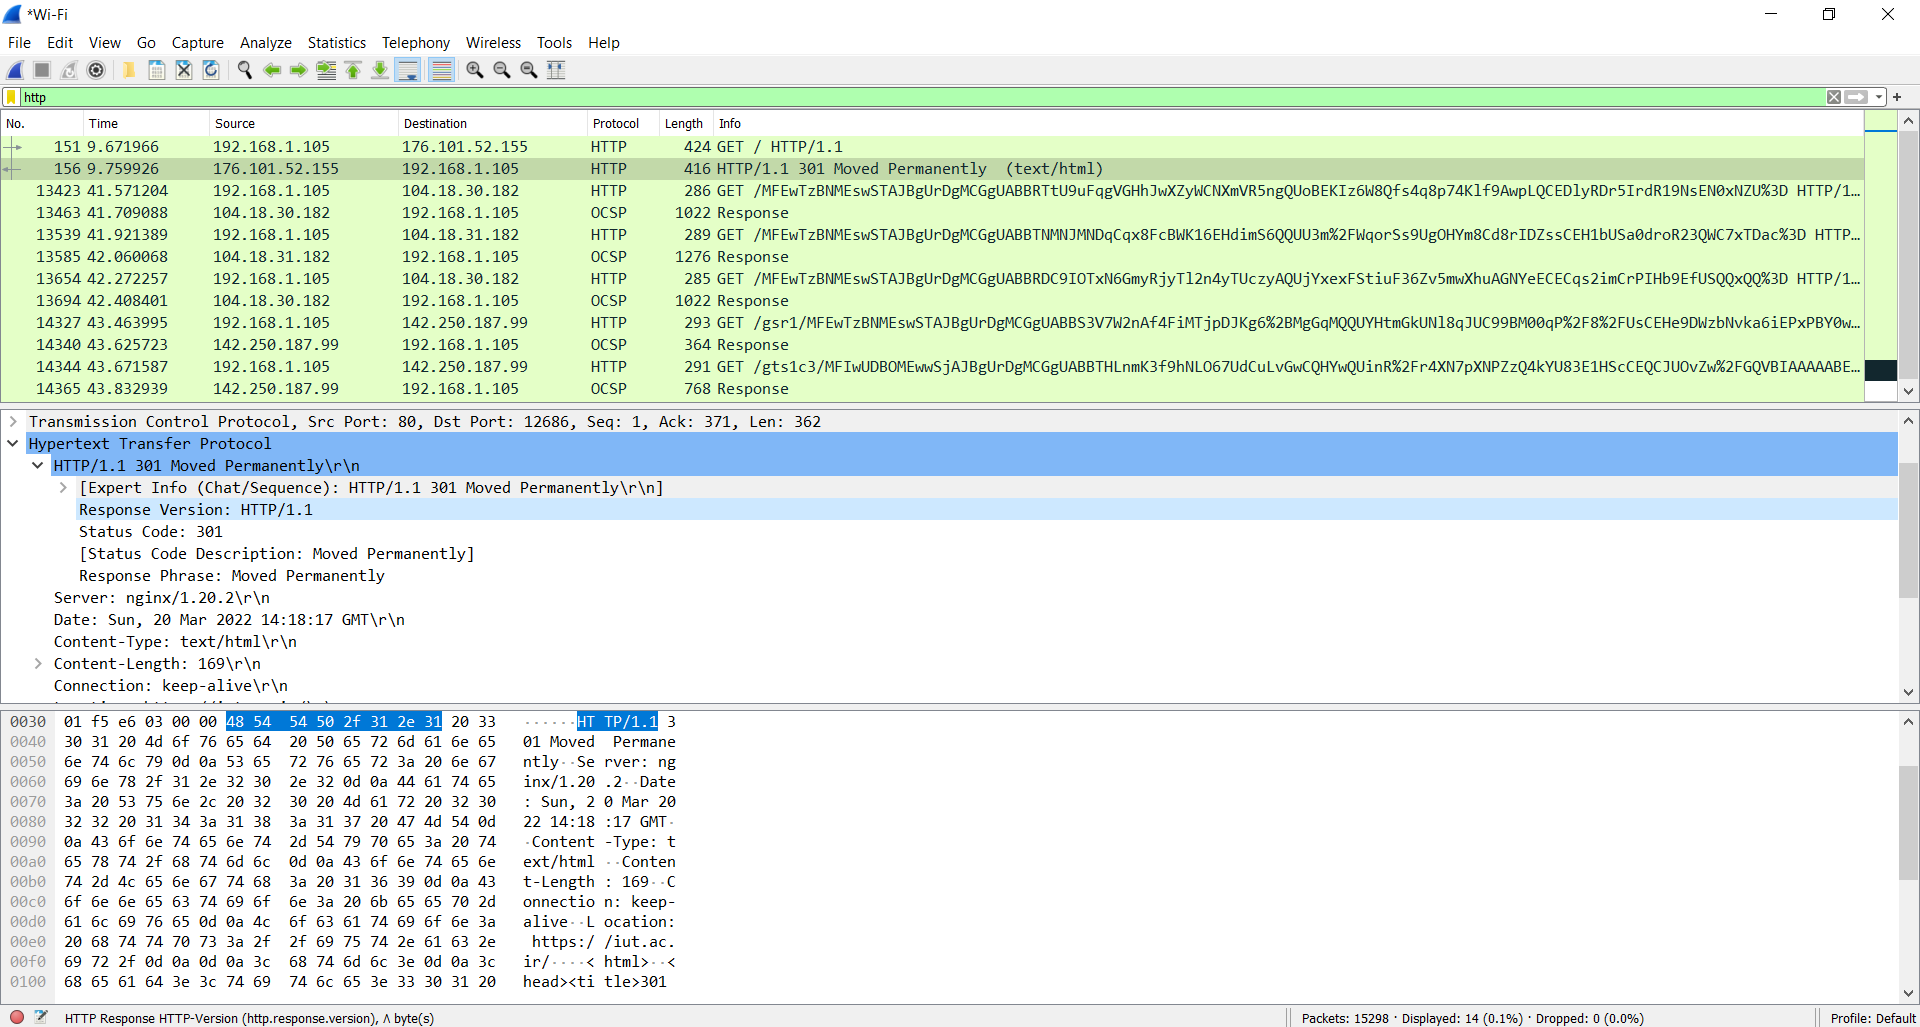 *Wi-Fi
File Edit View Go Capture Analyze Statistics Telephony Wireless Tools Help
http
No. Time Source Destination Protocol Length Info
151 9.671966 192.168.1.105 176.101.52.155 HTTP 424 GET / HTTP/1.1
156 9.759926 176.101.52.155 192.168.1.105 HTTP 416 HTTP/1.1 301 Moved Permanently (text/html)
13423 41.571204 192.168.1.105 104.18.30.182 HTTP 286 GET /MFEwTzBNMEswSTAJBgUrDgMCGgUABBRTtU9uFqgVGHhJwXZyWCNXmVR5ngQUoBEKIz6W8Qfs4q8p74Klf9AwpLQCEDlyRDr5IrdR19NsEN0xNZU%3D HTTP/1…
13463 41.709088 104.18.30.182 192.168.1.105 OCSP 1022 Response
13539 41.921389 192.168.1.105 104.18.31.182 HTTP 289 GET /MFEwTzBNMEswSTAJBgUrDgMCGgUABBTNMNJMNDqCqx8FcBWK16EHdimS6QQUU3m%2FWqorSs9UgOHYm8Cd8rIDZssCEH1bUSa0droR23QWC7xTDac%3D HTTP…
13585 42.060068 104.18.31.182 192.168.1.105 OCSP 1276 Response
13654 42.272257 192.168.1.105 104.18.30.182 HTTP 285 GET /MFEwTzBNMEswSTAJBgUrDgMCGgUABBRDC9IOTxN6GmyRjyTl2n4yTUczyAQUjYxexFStiuF36Zv5mwXhuAGNYeECECqs2imCrPIHb9EfUSQQxQQ%3D HTTP/1…
13694 42.408401 104.18.30.182 192.168.1.105 OCSP 1022 Response
14327 43.463995 192.168.1.105 142.250.187.99 HTTP 293 GET /gsr1/MFEwTzBNMEswSTAJBgUrDgMCGgUABBS3V7W2nAf4FiMTjpDJKg6%2BMgGqMQQUYHtmGkUNl8qJUC99BM00qP%2F8%2FUsCEHe9DWzbNvka6iEPxPBY0w…
14340 43.625723 142.250.187.99 192.168.1.105 OCSP 364 Response
14344 43.671587 192.168.1.105 142.250.187.99 HTTP 291 GET /gts1c3/MFIwUDBOMEwwSjAJBgUrDgMCGgUABBTHLnmK3f9hNLO67UdCuLvGwCQHYwQUinR%2Fr4XN7pXNPZzQ4kYU83E1HScCEQCJUOvZw%2FGQVBIAAAAABE…
14365 43.832939 142.250.187.99 192.168.1.105 OCSP 768 Response
Transmission Control Protocol, Src Port: 80, Dst Port: 12686, Seq: 1, Ack: 371, Len: 362
Hypertext Transfer Protocol
HTTP/1.1 301 Moved Permanently\r\n
[Expert Info (Chat/Sequence): HTTP/1.1 301 Moved Permanently\r\n]
Response Version: HTTP/1.1
Status Code: 301
[Status Code Description: Moved Permanently]
Response Phrase: Moved Permanently
Server: nginx/1.20.2\r\n
Date: Sun, 20 Mar 2022 14:18:17 GMT\r\n
Content-Type: text/html\r\n
Content-Length: 169\r\n
Connection: keep-alive\r\n
0030 01 f5 e6 03 00 00 48 54 54 50 2f 31 2e 31 20 33 ······HT TP/1.1 3
0040 30 31 20 4d 6f 76 65 64 20 50 65 72 6d 61 6e 65 01 Moved Permane
0050 6e 74 6c 79 0d 0a 53 65 72 76 65 72 3a 20 6e 67 ntly··Se rver: ng
0060 69 6e 78 2f 31 2e 32 30 2e 32 0d 0a 44 61 74 65 inx/1.20 .2··Date
0070 3a 20 53 75 6e 2c 20 32 30 20 4d 61 72 20 32 30 : Sun, 2 0 Mar 20
0080 32 32 20 31 34 3a 31 38 3a 31 37 20 47 4d 54 0d 22 14:18 :17 GMT·
0090 0a 43 6f 6e 74 65 6e 74 2d 54 79 70 65 3a 20 74 ·Content -Type: t
00a0 65 78 74 2f 68 74 6d 6c 0d 0a 43 6f 6e 74 65 6e ext/html ··Conten
00b0 74 2d 4c 65 6e 67 74 68 3a 20 31 36 39 0d 0a 43 t-Length : 169··C
00c0 6f 6e 6e 65 63 74 69 6f 6e 3a 20 6b 65 65 70 2d onnectio n: keep-
00d0 61 6c 69 76 65 0d 0a 4c 6f 63 61 74 69 6f 6e 3a alive··L ocation:
00e0 20 68 74 74 70 73 3a 2f 2f 69 75 74 2e 61 63 2e https:/ /iut.ac.
00f0 69 72 2f 0d 0a 0d 0a 3c 68 74 6d 6c 3e 0d 0a 3c ir/····< html>··<
0100 68 65 61 64 3e 3c 74 69 74 6c 65 3e 33 30 31 20 head><ti tle>301
HTTP Response HTTP-Version (http.response.version), ۸ byte(s)
Packets: 15298 · Displayed: 14 (0.1%) · Dropped: 0 (0.0%)
Profile: Default